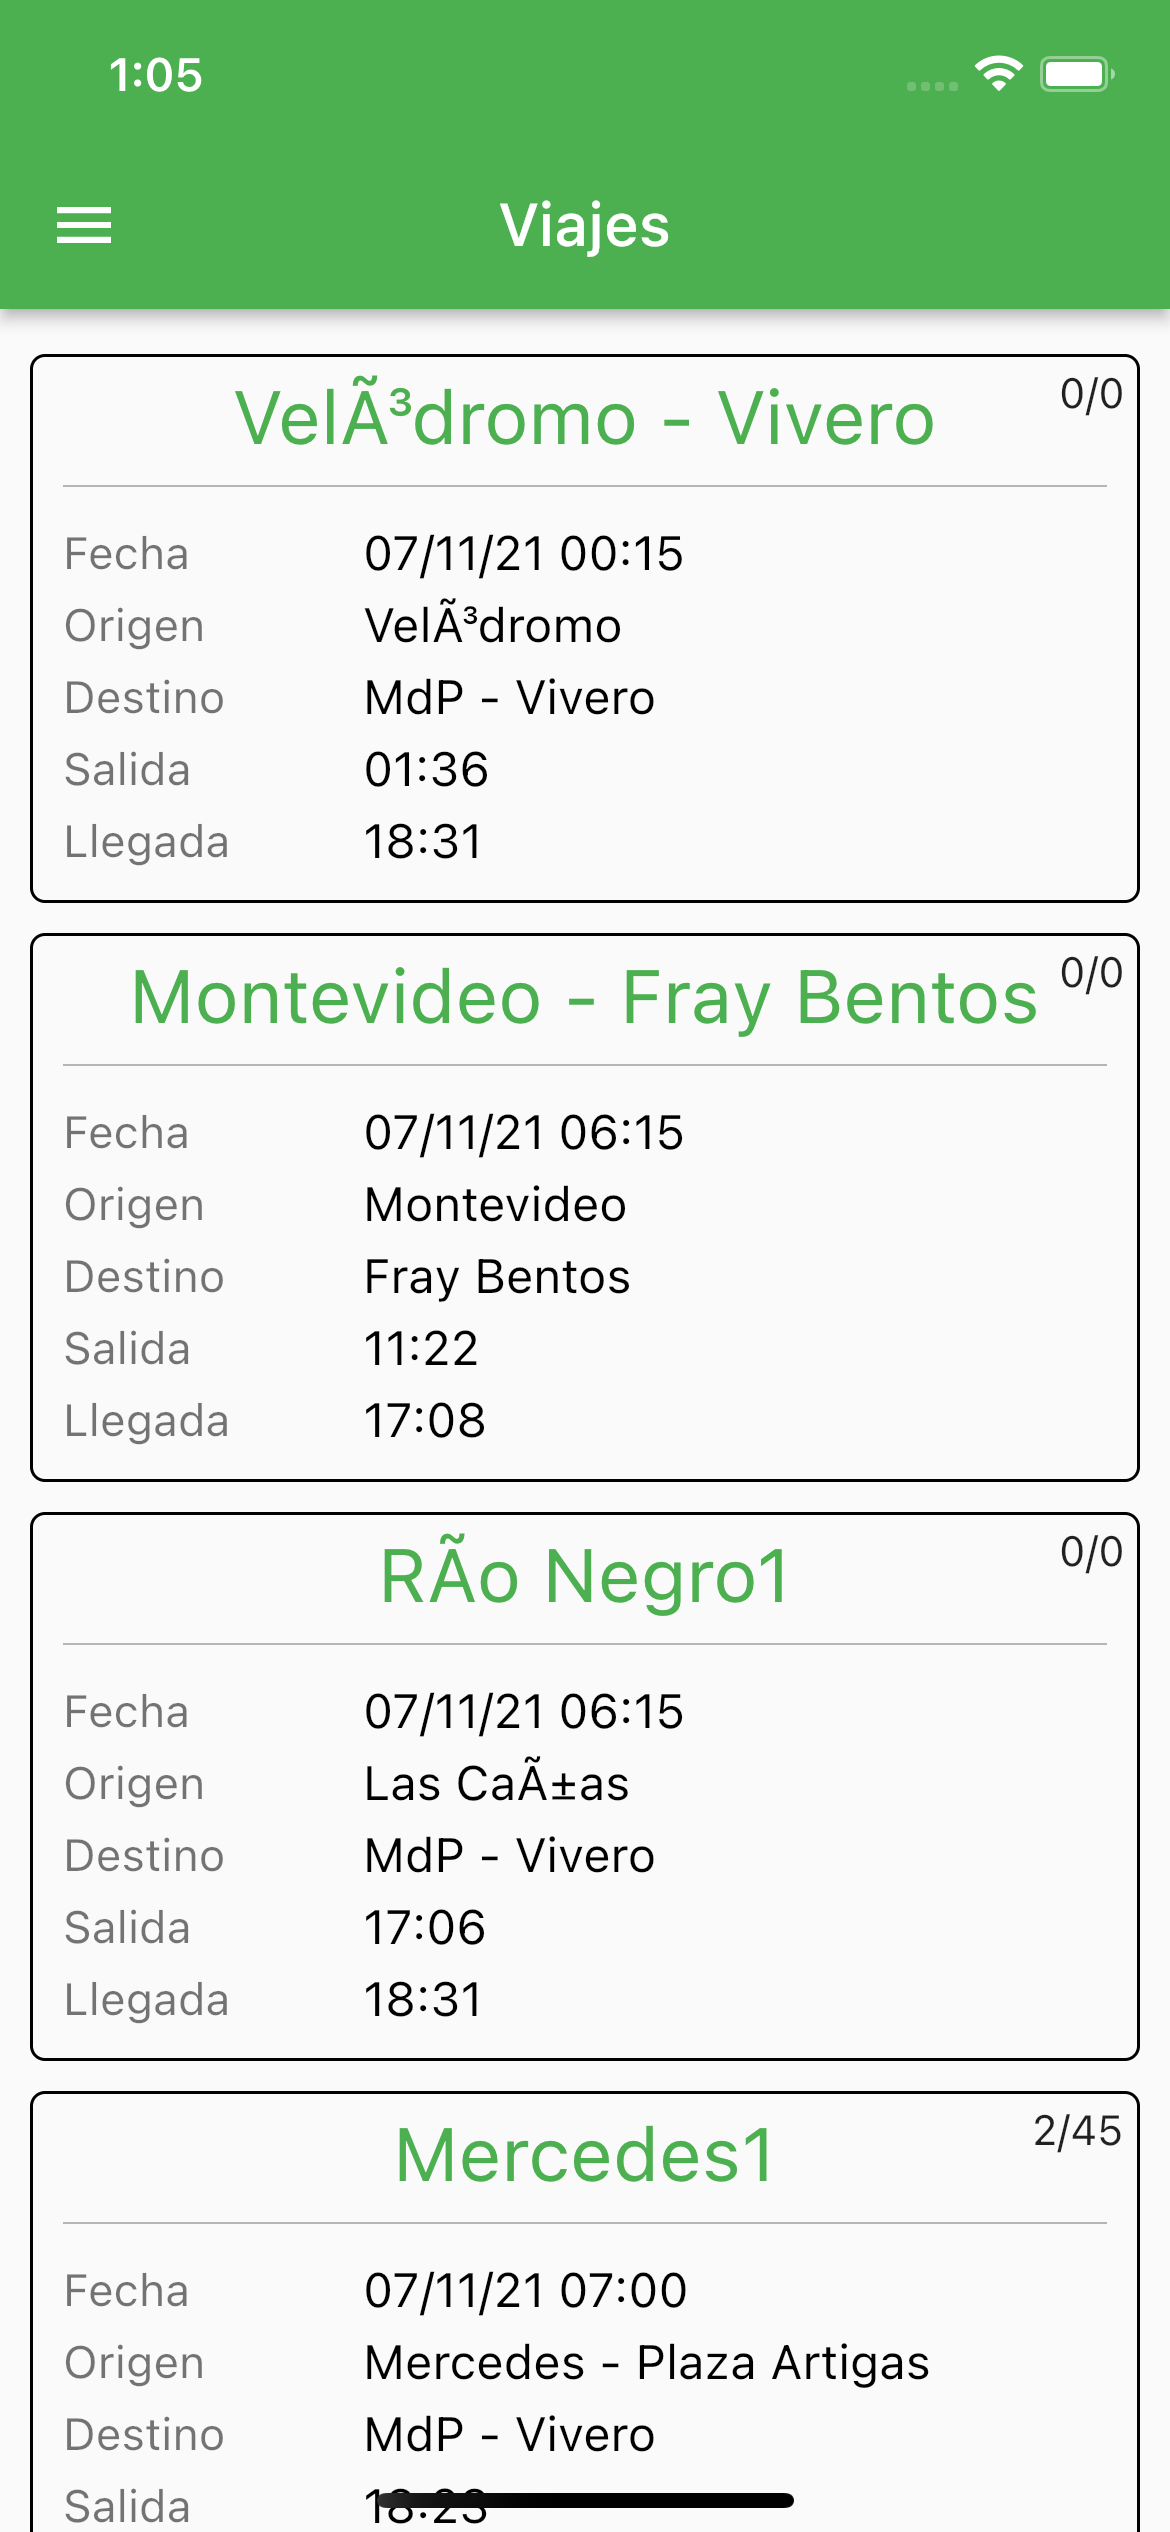 1:05
Viajes
VelÃ³dromo - Vivero
0/0
Fecha 07/11/21 00:15
Origen VelÃ³dromo
Destino MdP - Vivero
Salida 01:36
Llegada 18:31
Montevideo - Fray Bentos
0/0
Fecha 07/11/21 06:15
Origen Montevideo
Destino Fray Bentos
Salida 11:22
Llegada 17:08
RÃo Negro1
0/0
Fecha 07/11/21 06:15
Origen Las CaÃ±as
Destino MdP - Vivero
Salida 17:06
Llegada 18:31
Mercedes1
2/45
Fecha 07/11/21 07:00
Origen Mercedes - Plaza Artigas
Destino MdP - Vivero
Salida 18:23